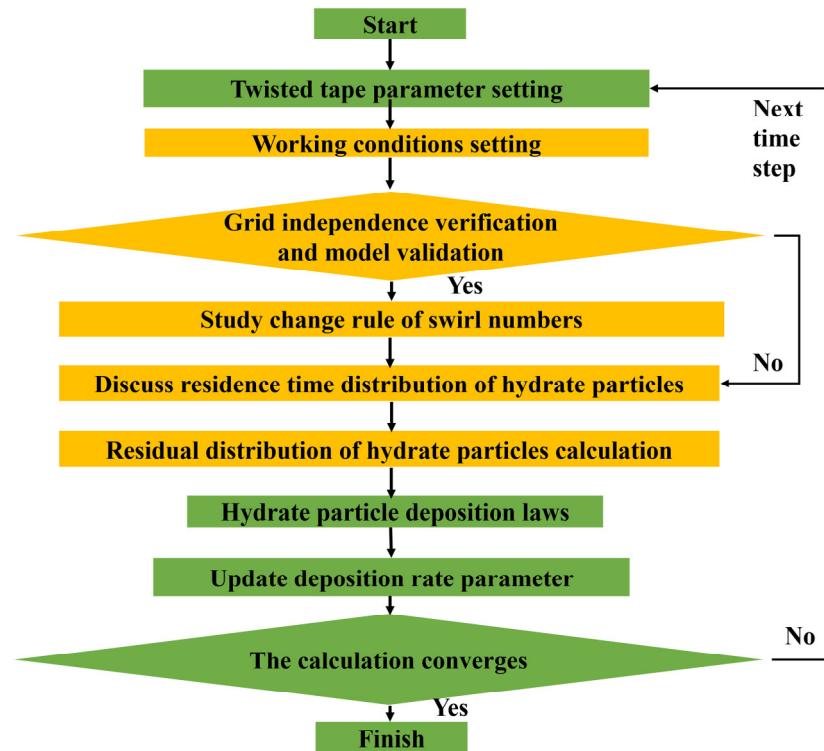 Start
Twisted tape parameter setting
Next
time
step
Working conditions setting
Grid independence verification
and model validation
Yes
Study change rule of swirl numbers
No
Discuss residence time distribution of hydrate particles
Residual distribution of hydrate particles calculation
Hydrate particle deposition laws
Update deposition rate parameter
The calculation converges
No
Yes
Finish